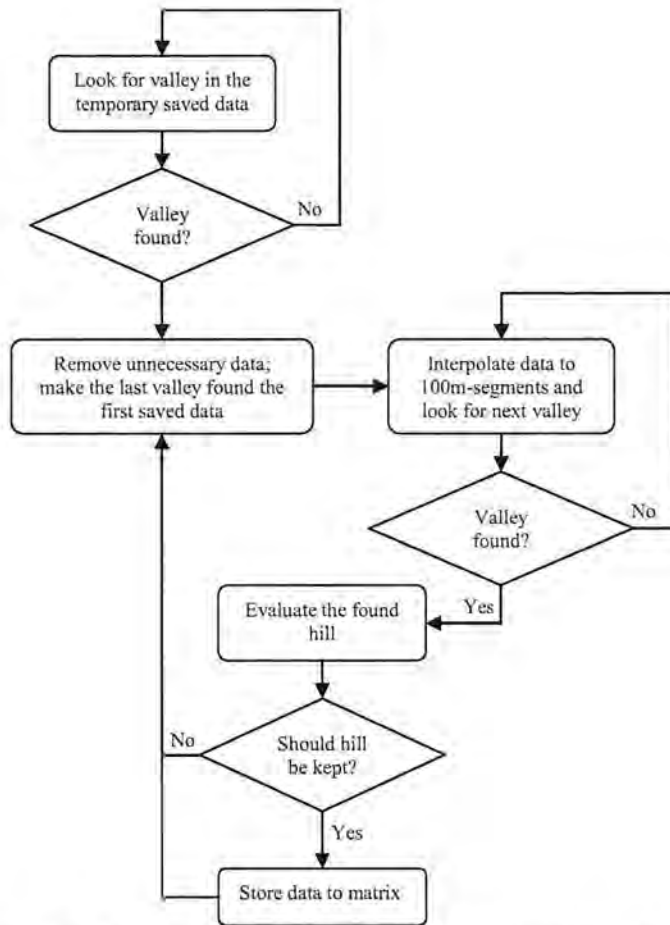 Look for valley in the
temporary saved data
Valley
found?
No
Remove unnecessary data;
make the last valley found the
first saved data
Interpolate data to
100m-segments and
look for next valley
Valley
found?
No
Yes
Evaluate the found
hill
Should hill
be kept?
No
Yes
Store data to matrix